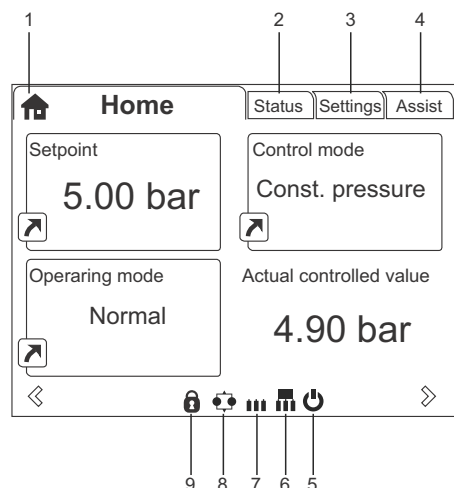 1 2 3 4
Home Status Settings Assist
Setpoint Control mode
5.00 bar Const. pressure
Operaring mode Actual controlled value
Normal 4.90 bar
9 8 7 6 5